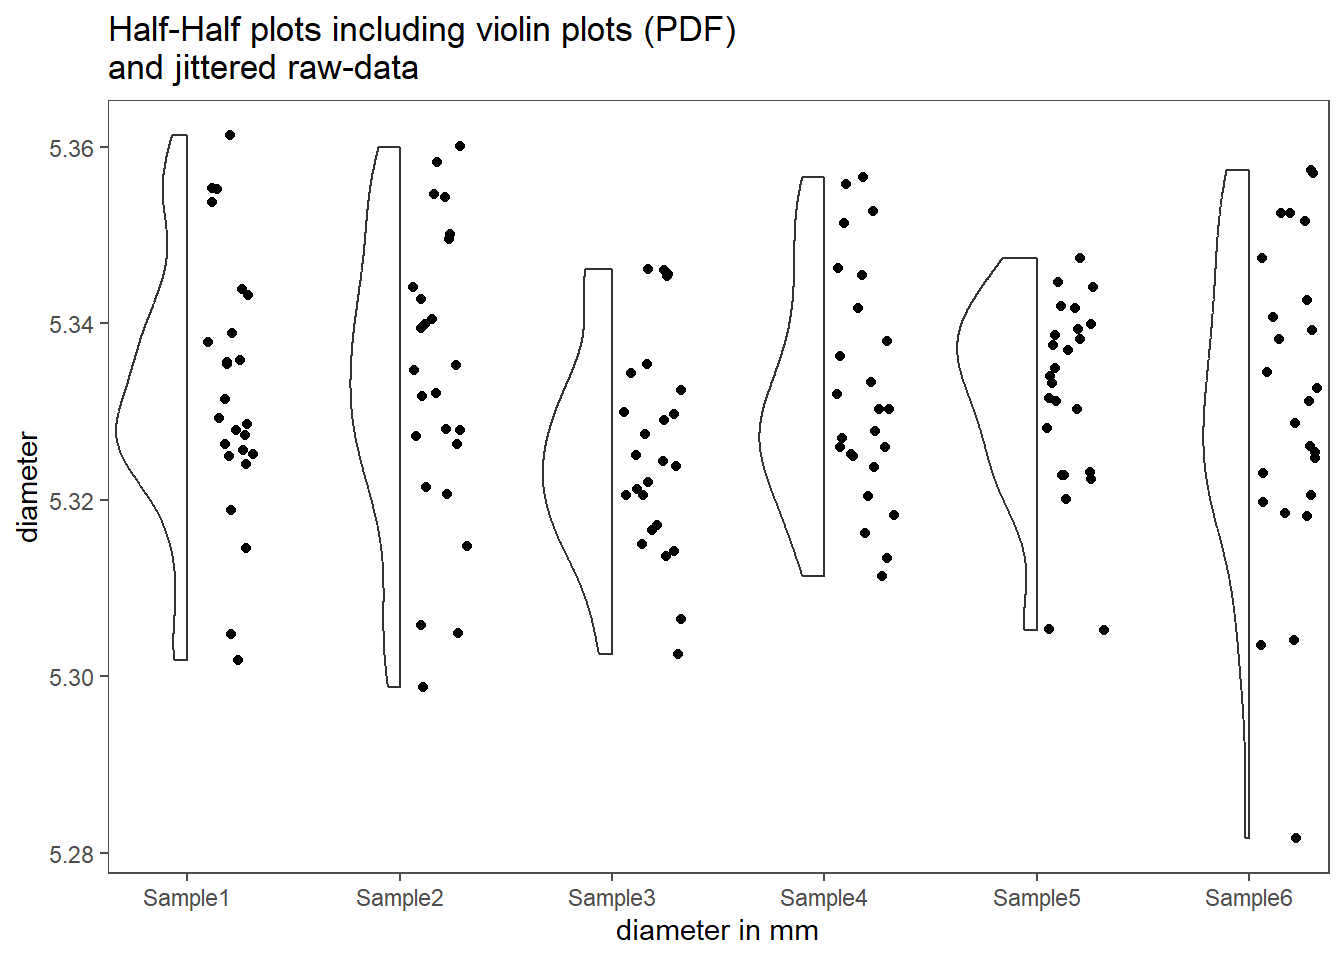 Half-Half plots including violin plots (PDF)
and jittered raw-data
diameter
5.36
5.34
5.32
5.30
5.28
Sample1 Sample2 Sample3 Sample4 Sample5 Sample6
diameter in mm